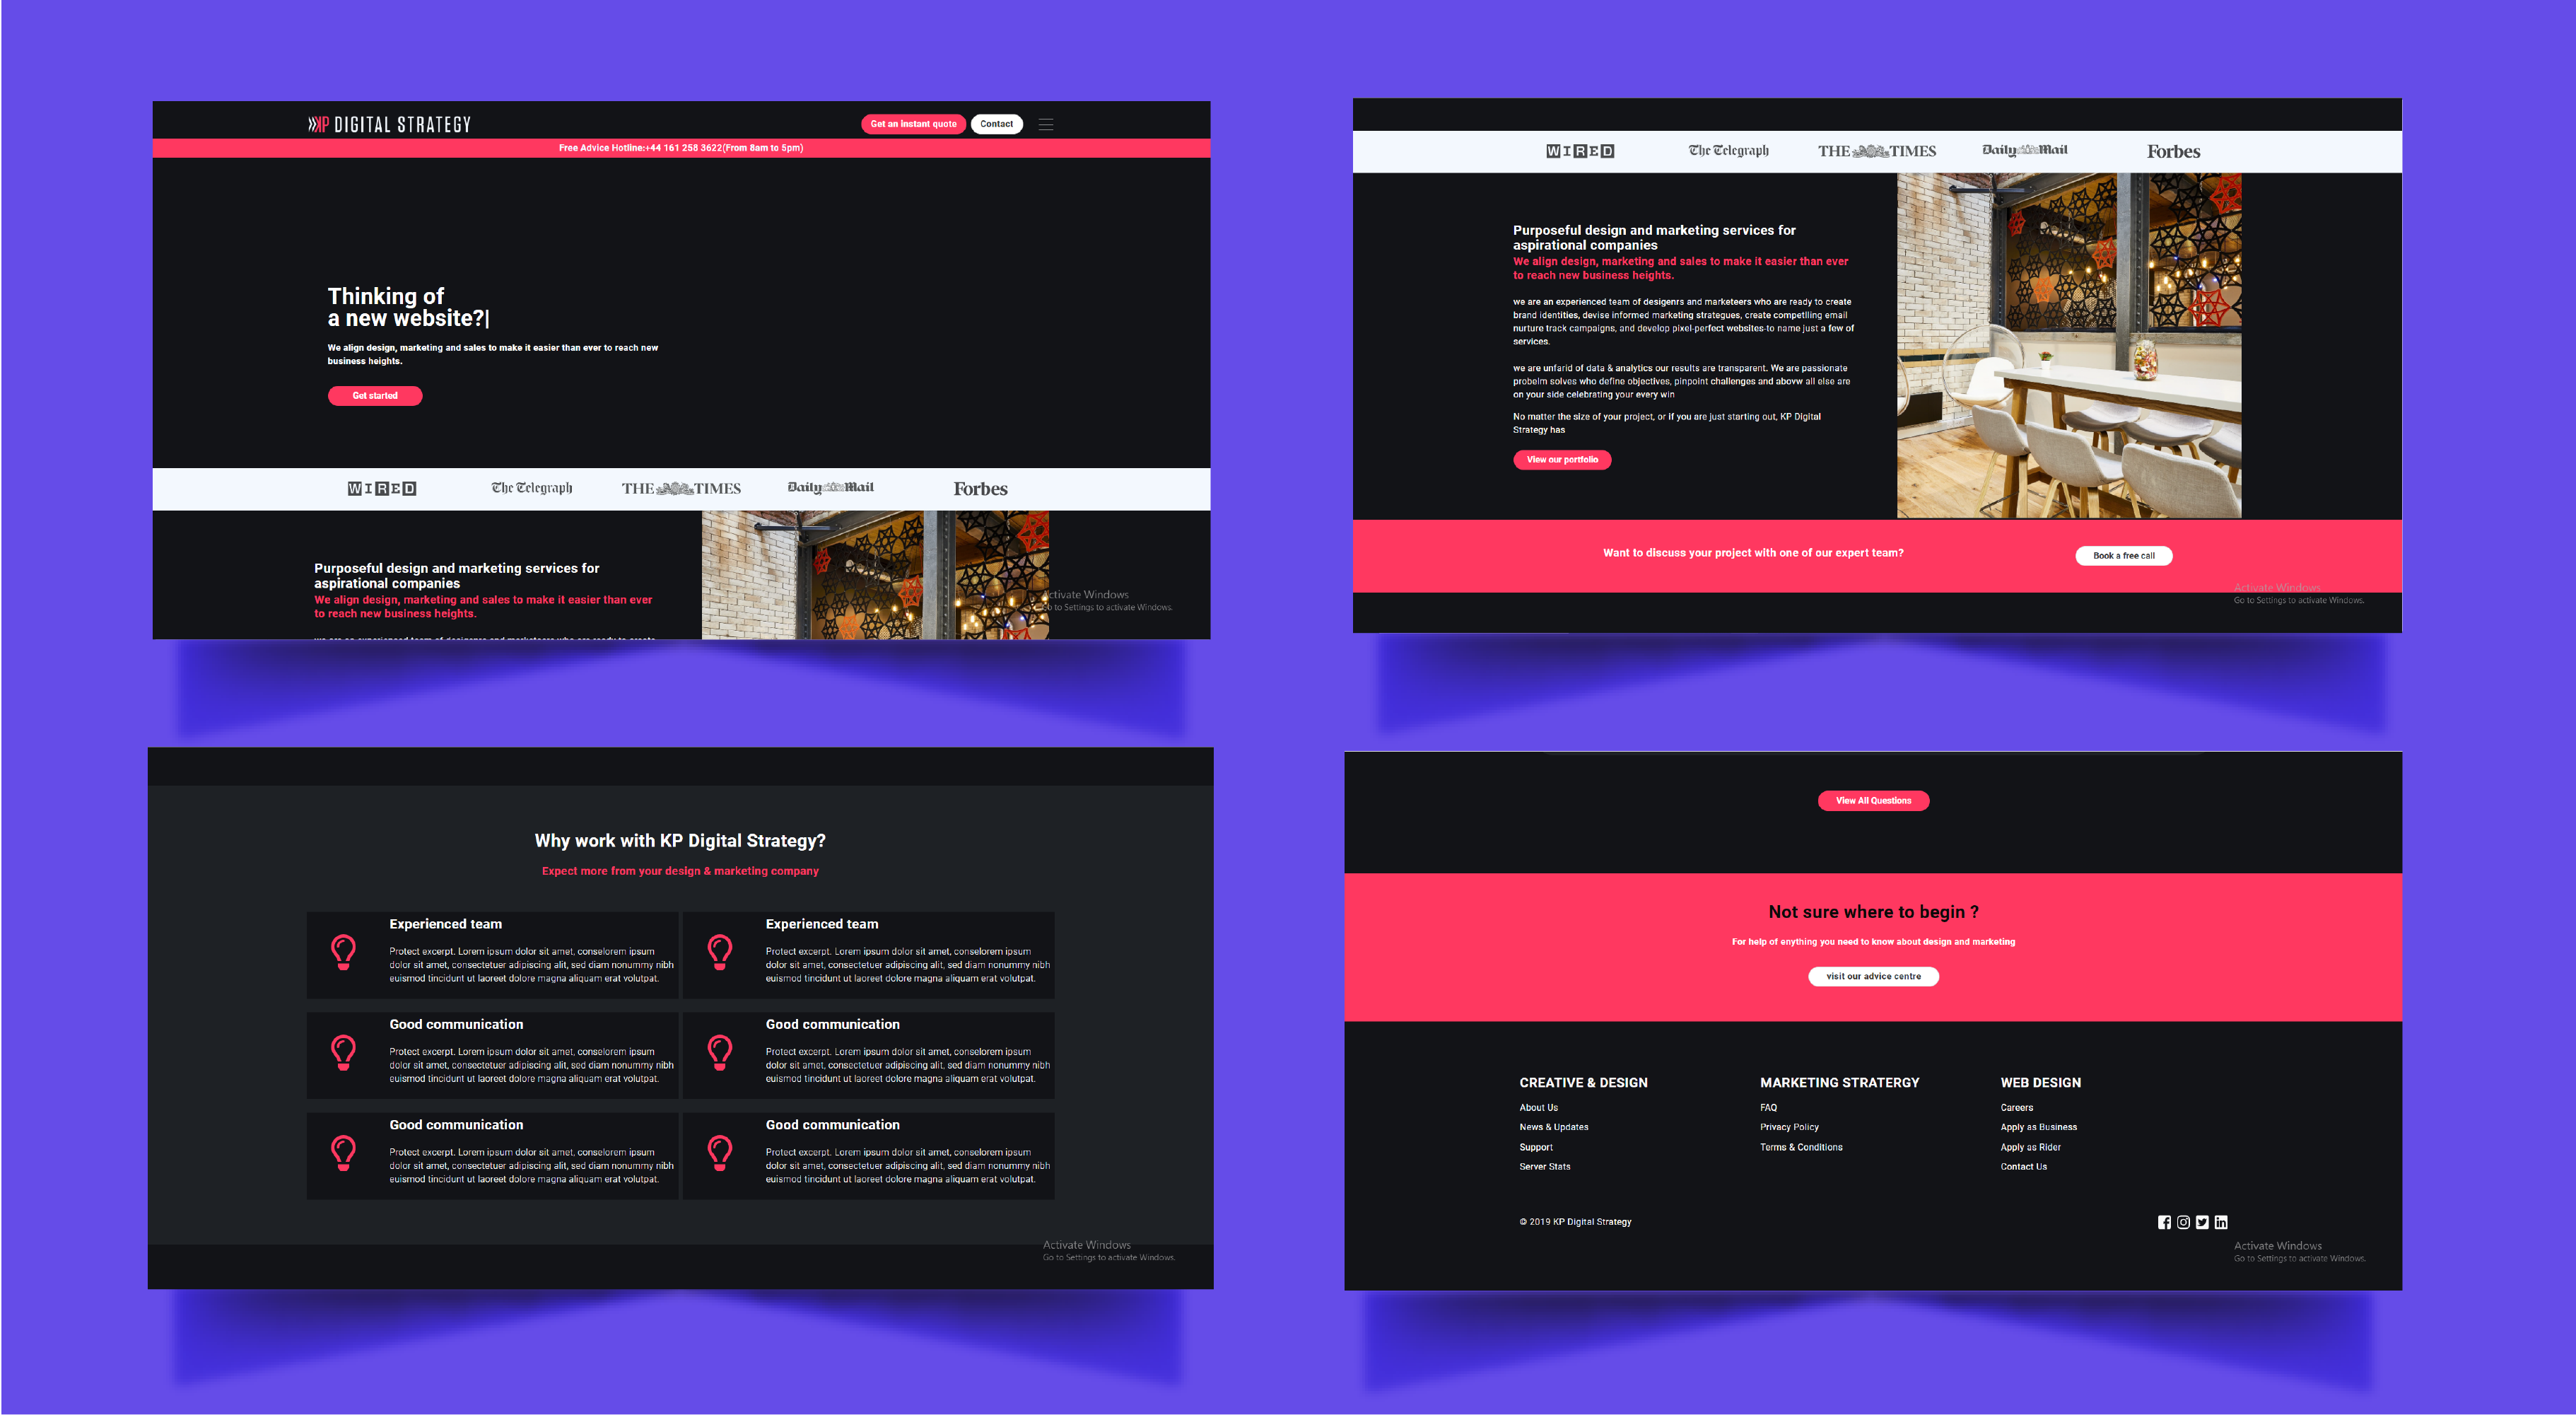 KP DIGITAL STRATEGY
Get an instant quote
Contact
Free Advice Hotline:+44 161 258 3622(From 8am to 5pm)
Thinking of
a new website?|
We align design, marketing and sales to make it easier than ever to reach new
business heights.
Get started
WIRED
The Telegraph
THE TIMES
Daily Mail
Forbes
Purposeful design and marketing services for
aspirational companies
We align design, marketing and sales to make it easier than ever
to reach new business heights.
we are an experienced team of desigenrs and marketeers who are ready to create
Activate Windows
Go to Settings to activate Windows.
WIRED
The Telegraph
THE TIMES
Daily Mail
Forbes
Purposeful design and marketing services for
aspirational companies
We align design, marketing and sales to make it easier than ever
to reach new business heights.
we are an experienced team of desigenrs and marketeers who are ready to create
brand identities, devise informed marketing strategues, create competlling email
nurture track campaigns, and develop pixel-perfect websites-to name just a few of
services.
we are unfarid of data & analytics our results are transparent. We are passionate
probelm solves who define objectives, pinpoint challenges and abovw all else are
on your side celebrating your every win
No matter the size of your project, or if you are just starting out, KP Digital
Strategy has
View our portfolio
Want to discuss your project with one of our expert team?
Book a free call
Activate Windows
Go to Settings to activate Windows.
Why work with KP Digital Strategy?
Expect more from your design & marketing company
Experienced team
Protect excerpt. Lorem ipsum dolor sit amet, conselorem ipsum
dolor sit amet, consectetuer adipiscing alit, sed diam nonummy nibh
euismod tincidunt ut laoreet dolore magna aliquam erat volutpat.
Experienced team
Protect excerpt. Lorem ipsum dolor sit amet, conselorem ipsum
dolor sit amet, consectetuer adipiscing alit, sed diam nonummy nibh
euismod tincidunt ut laoreet dolore magna aliquam erat volutpat.
Good communication
Protect excerpt. Lorem ipsum dolor sit amet, conselorem ipsum
dolor sit amet, consectetuer adipiscing alit, sed diam nonummy nibh
euismod tincidunt ut laoreet dolore magna aliquam erat volutpat.
Good communication
Protect excerpt. Lorem ipsum dolor sit amet, conselorem ipsum
dolor sit amet, consectetuer adipiscing alit, sed diam nonummy nibh
euismod tincidunt ut laoreet dolore magna aliquam erat volutpat.
Good communication
Protect excerpt. Lorem ipsum dolor sit amet, conselorem ipsum
dolor sit amet, consectetuer adipiscing alit, sed diam nonummy nibh
euismod tincidunt ut laoreet dolore magna aliquam erat volutpat.
Good communication
Protect excerpt. Lorem ipsum dolor sit amet, conselorem ipsum
dolor sit amet, consectetuer adipiscing alit, sed diam nonummy nibh
euismod tincidunt ut laoreet dolore magna aliquam erat volutpat.
Activate Windows
Go to Settings to activate Windows.
View All Questions
Not sure where to begin ?
For help of enything you need to know about design and marketing
visit our advice centre
CREATIVE & DESIGN
About Us
News & Updates
Support
Server Stats
MARKETING STRATERGY
FAQ
Privacy Policy
Terms & Conditions
WEB DESIGN
Careers
Apply as Business
Apply as Rider
Contact Us
© 2019 KP Digital Strategy
Activate Windows
Go to Settings to activate Windows.